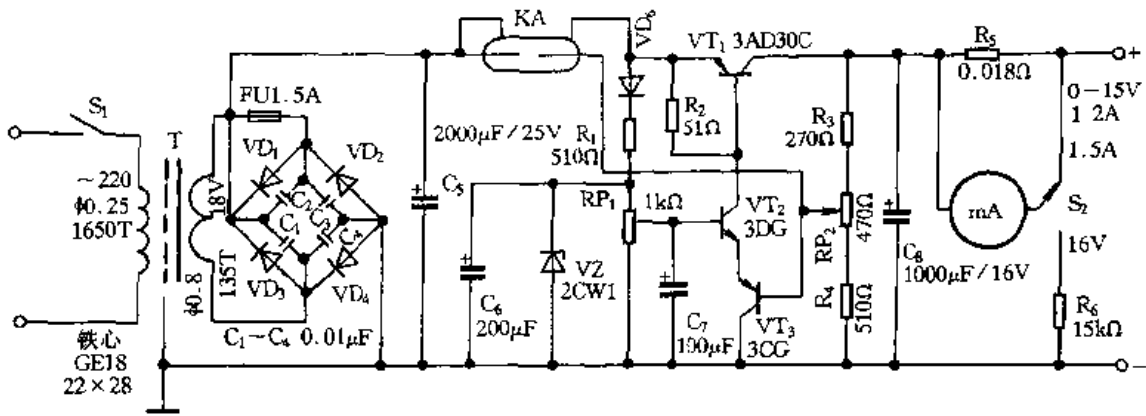 KA
VD₆
VT₁ 3AD30C
R₅
0.018Ω
+
S₁
FU1.5A
T
VD₁
VD₂
2000μF/25V
R₁
510Ω
R₂
51Ω
R₃
270Ω
0－15V
1 2A
1.5A
～220
ϕ0.25
1650T
18V
C₂
C₁
C₃
C₄
C₅
+
RP₁
1kΩ
VT₂
3DG
RP₂
470Ω
+
mA
S₂
16V
ϕ0.8
135T
VD₃
VD₄
+
C₆
200μF
VZ
2CW1
+
C₇
100μF
VT₃
3CG
R₄
510Ω
C₈
1000μF/16V
R₆
15kΩ
铁心
GE18
22×28
C₁～C₄ 0.01μF
－